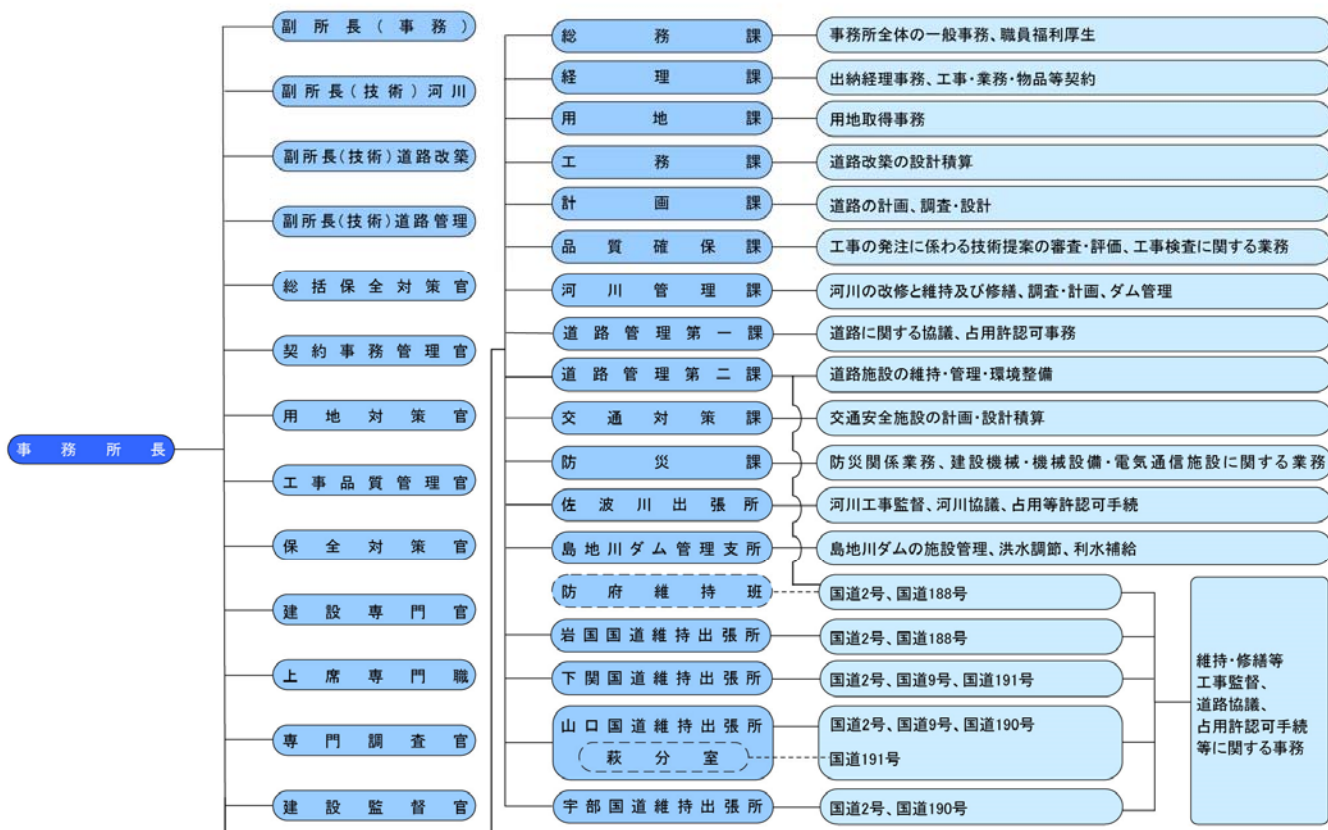 事務所長
副所長(事務)
副所長(技術)河川
副所長(技術)道路改築
副所長(技術)道路管理
総括保全対策官
契約事務管理官
用地対策官
工事品質管理官
保全対策官
建設専門官
上席専門職
専門調査官
建設監督官
総務課
事務所全体の一般事務、職員福利厚生
経理課
出納経理事務、工事・業務・物品等契約
用地課
用地取得事務
工務課
道路改築の設計積算
計画課
道路の計画、調査・設計
品質確保課
工事の発注に係わる技術提案の審査・評価、工事検査に関する業務
河川管理課
河川の改修と維持及び修繕、調査・計画、ダム管理
道路管理第一課
道路に関する協議、占用許認可事務
道路管理第二課
道路施設の維持・管理・環境整備
交通対策課
交通安全施設の計画・設計積算
防災課
防災関係業務、建設機械・機械設備・電気通信施設に関する業務
佐波川出張所
河川工事監督、河川協議、占用等許認可手続
島地川ダム管理支所
島地川ダムの施設管理、洪水調節、利水補給
防府維持班
国道2号、国道188号
岩国国道維持出張所
国道2号、国道188号
下関国道維持出張所
国道2号、国道9号、国道191号
山口国道維持出張所
国道2号、国道9号、国道190号
萩分室
国道191号
宇部国道維持出張所
国道2号、国道190号
維持・修繕等
工事監督、
道路協議、
占用許認可手続
等に関する事務